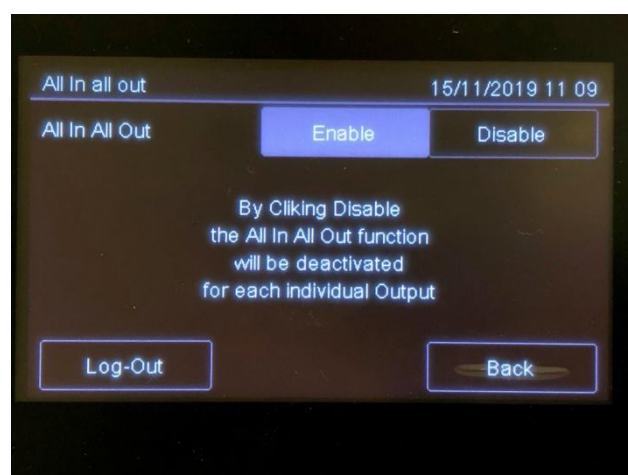 All In all out 15/11/2019 11 09
All In All Out Enable Disable
By Cliking Disable
the All In All Out function
will be deactivated
for each individual Output
Log-Out Back